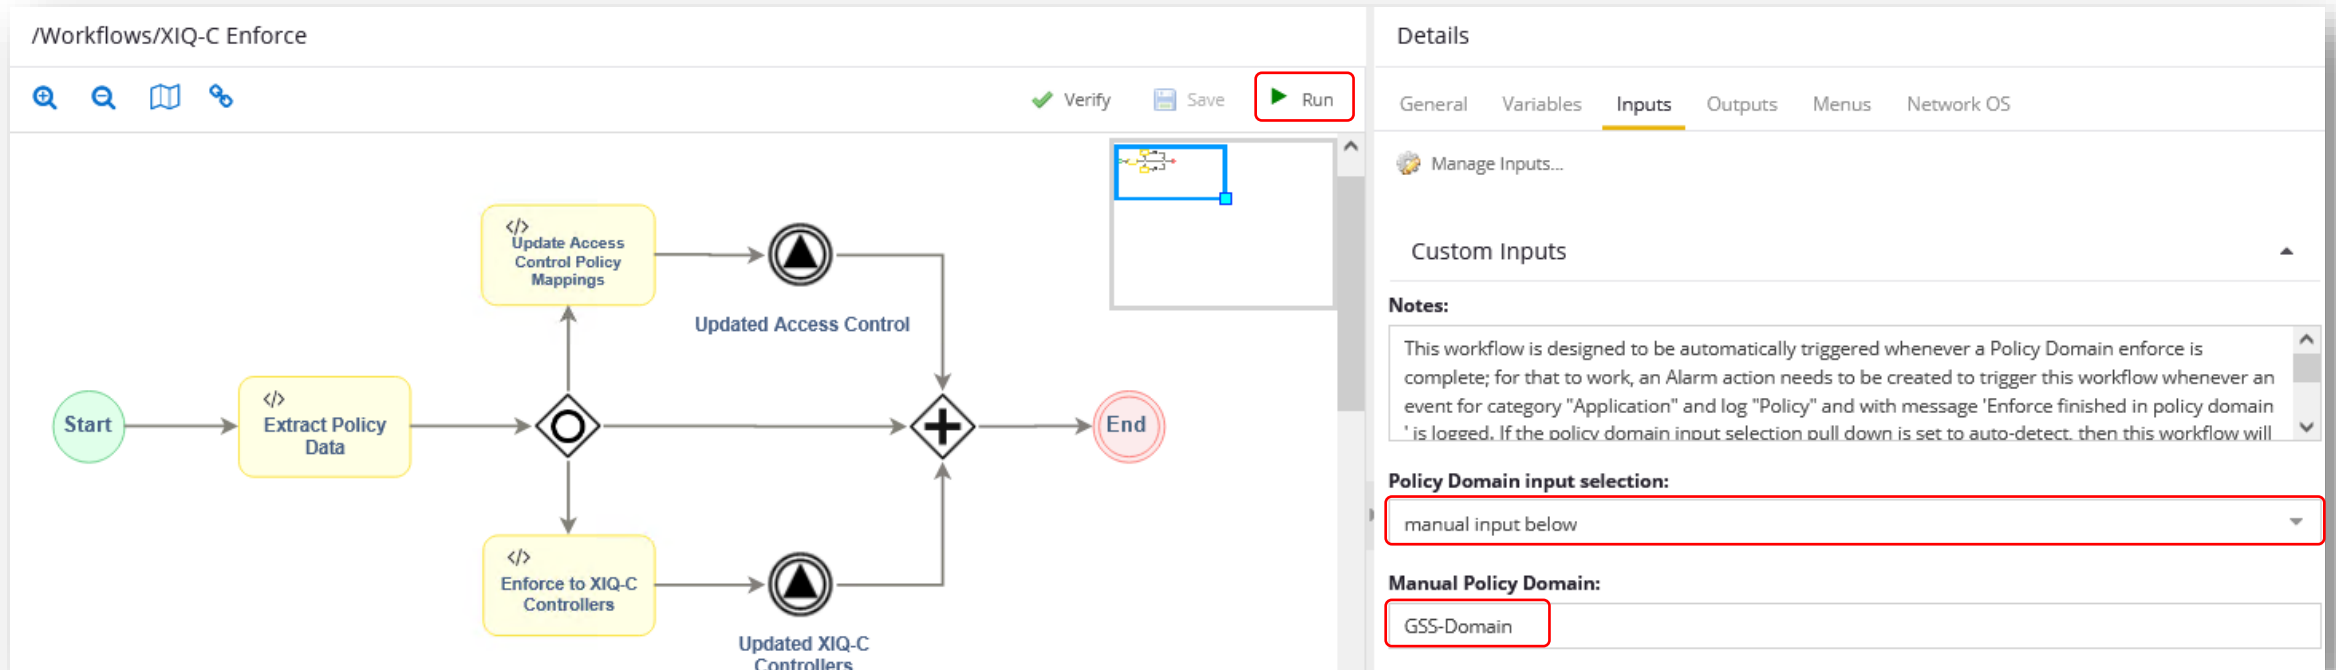 /Workflows/XIQ-C Enforce
Verify
Save
Run
</>
Update Access
Control Policy
Mappings
Updated Access Control
Start
</>
Extract Policy
Data
End
</>
Enforce to XIQ-C
Controllers
Updated XIQ-C
Controllers
Details
General Variables Inputs Outputs Menus Network OS
Manage Inputs...
Custom Inputs
Notes:
This workflow is designed to be automatically triggered whenever a Policy Domain enforce is
complete; for that to work, an Alarm action needs to be created to trigger this workflow whenever an
event for category "Application" and log "Policy" and with message 'Enforce finished in policy domain
' is logged. If the policy domain input selection pull down is set to auto-detect, then this workflow will
Policy Domain input selection:
manual input below
Manual Policy Domain:
GSS-Domain